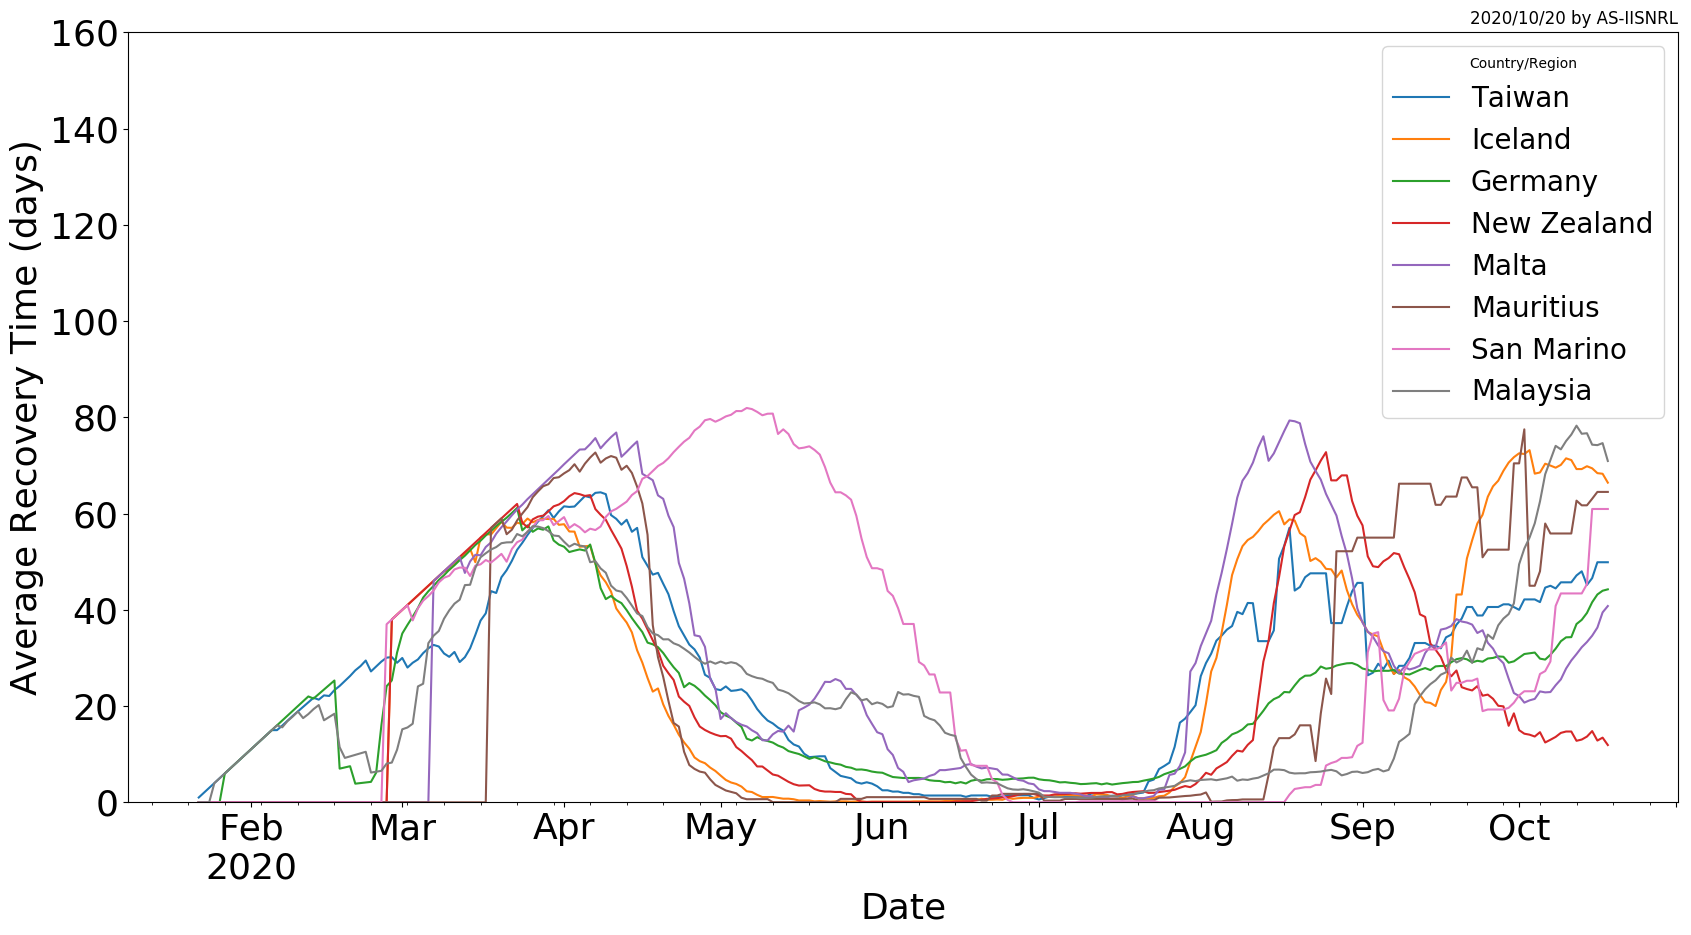 2020/10/20 by AS-IISNRL
Average Recovery Time (days)
160
140
120
100
80
60
40
20
0
Country/Region
Taiwan
Iceland
Germany
New Zealand
Malta
Mauritius
San Marino
Malaysia
Feb Mar Apr May Jun Jul Aug Sep Oct
2020
Date